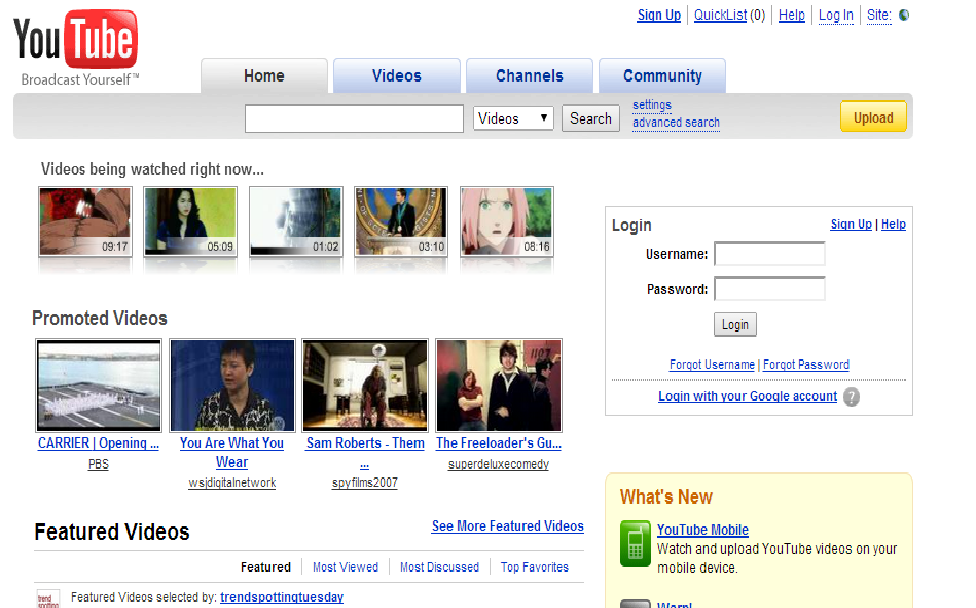 Sign Up QuickList (0) Help Log In Site:
YouTube
Broadcast Yourself™
Home Videos Channels Community
Videos Search settings
advanced search
Upload
Videos being watched right now...
09:17 05:09 01:02 03:10 08:16
Login Sign Up | Help
Username:
Password:
Login
Forgot Username | Forgot Password
Login with your Google account ?
Promoted Videos
CARRIER | Opening ...
PBS
You Are What You
Wear
wsjdigitalnetwork
Sam Roberts - Them
...
spyfilms2007
The Freeloader's Gu...
superdeluxecomedy
What's New
YouTube Mobile
Watch and upload YouTube videos on your
mobile device.
Warp!
Featured Videos See More Featured Videos
Featured Most Viewed Most Discussed Top Favorites
trend
spotting
Featured Videos selected by: trendspottingtuesday